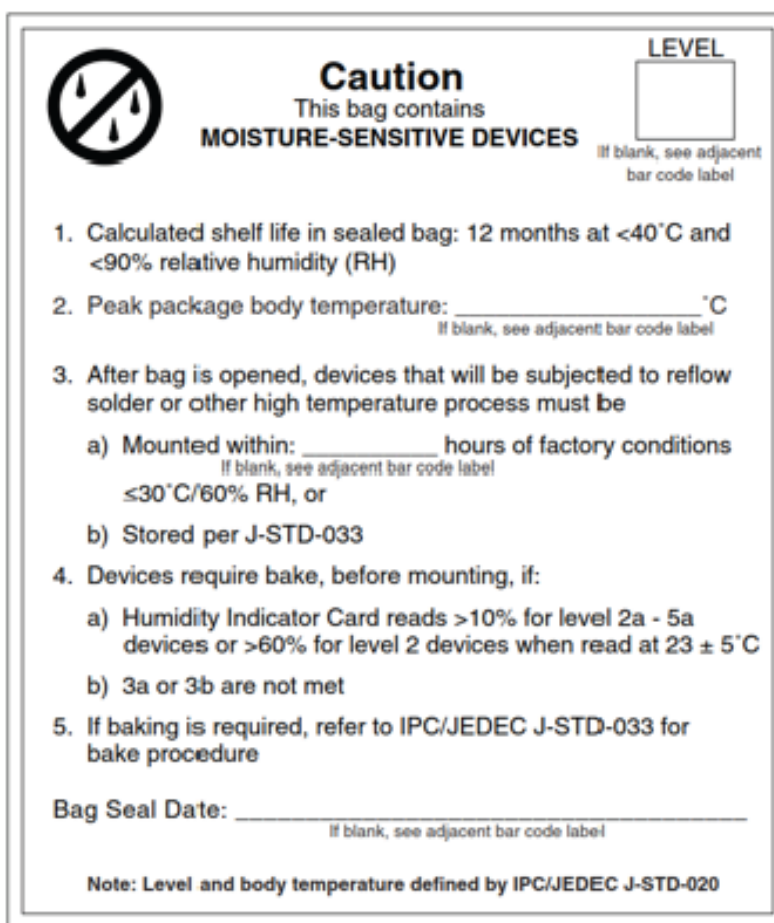 LEVEL
Caution
This bag contains
MOISTURE-SENSITIVE DEVICES
If blank, see adjacent
bar code label
1. Calculated shelf life in sealed bag: 12 months at <40˚C and
<90% relative humidity (RH)
2. Peak package body temperature: __________________˚C
If blank, see adjacent bar code label
3. After bag is opened, devices that will be subjected to reflow
solder or other high temperature process must be
a) Mounted within: __________ hours of factory conditions
If blank, see adjacent bar code label
≤30˚C/60% RH, or
b) Stored per J-STD-033
4. Devices require bake, before mounting, if:
a) Humidity Indicator Card reads >10% for level 2a - 5a
devices or >60% for level 2 devices when read at 23 ± 5˚C
b) 3a or 3b are not met
5. If baking is required, refer to IPC/JEDEC J-STD-033 for
bake procedure
Bag Seal Date: ______________________________________
If blank, see adjacent bar code label
Note: Level and body temperature defined by IPC/JEDEC J-STD-020